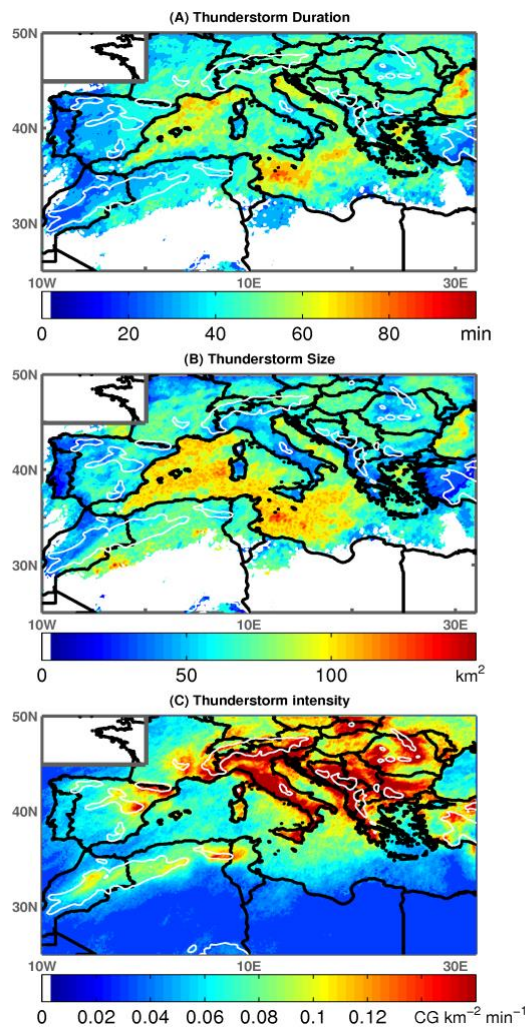 (A) Thunderstorm Duration
50N
40N
30N
10W 10E 30E
0 20 40 60 80 min
(B) Thunderstorm Size
50N
40N
30N
10W 10E 30E
0 50 100 km²
(C) Thunderstorm intensity
50N
40N
30N
10W 10E 30E
0 0.02 0.04 0.06 0.08 0.1 0.12 CG km⁻² min⁻¹